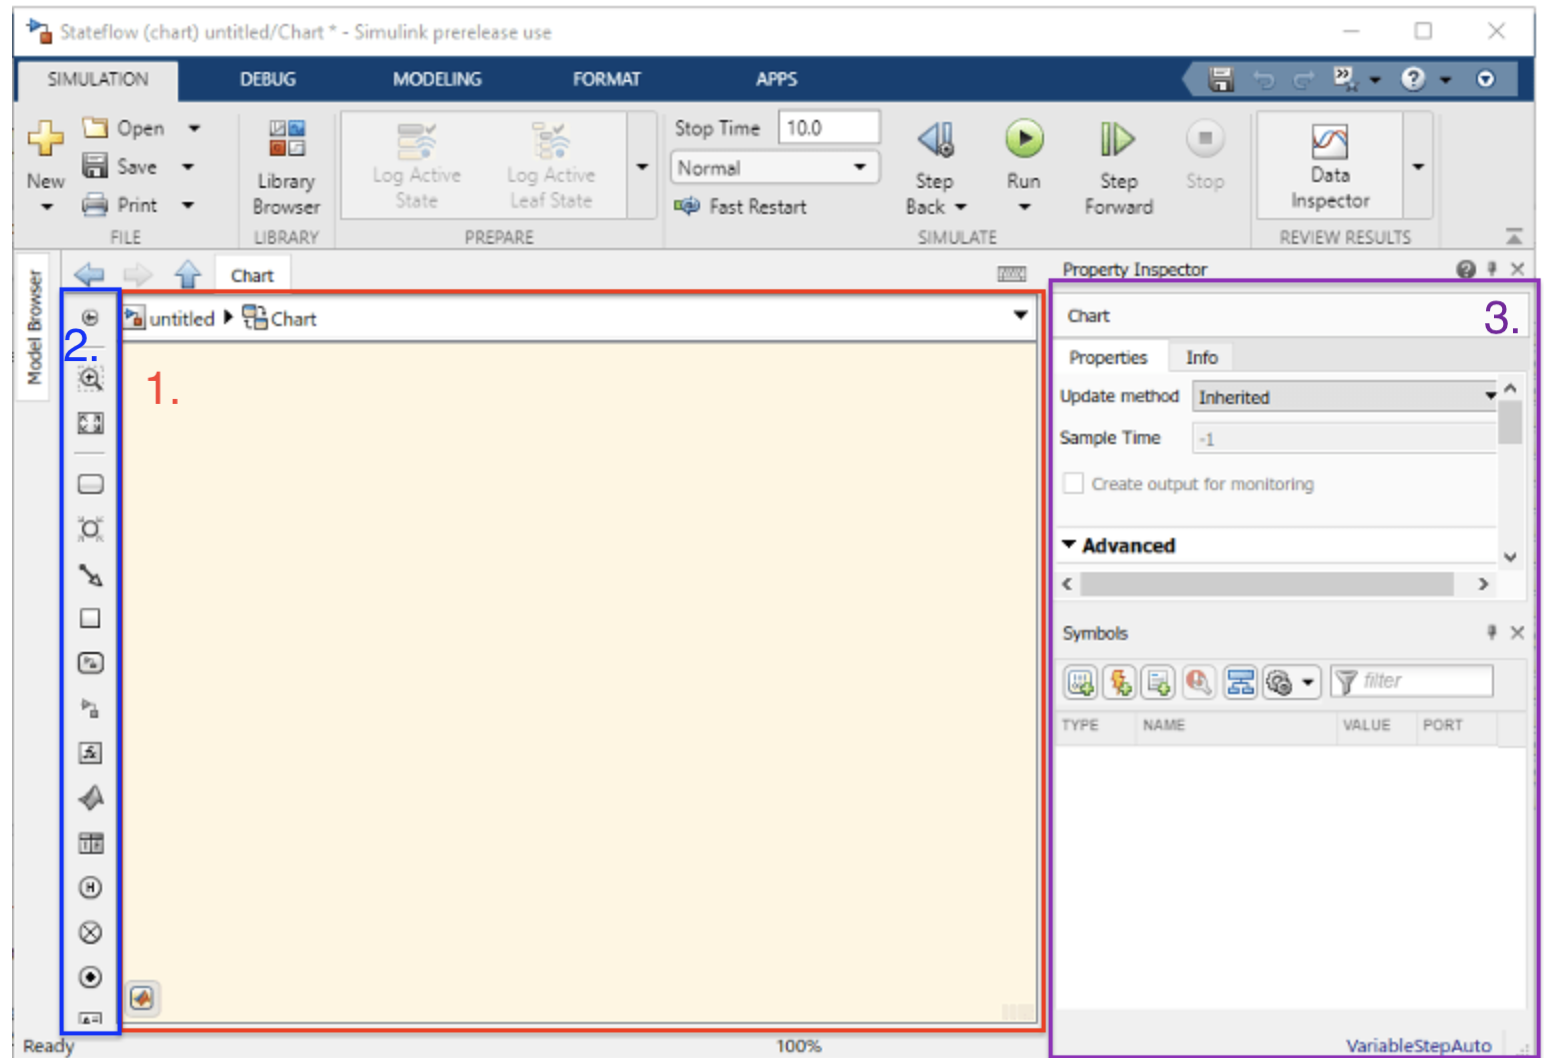 Stateflow (chart) untitled/Chart * - Simulink prerelease use
SIMULATION DEBUG MODELING FORMAT APPS
New
Open
Save
Print
FILE
Library
Browser
LIBRARY
Log Active
State
Log Active
Leaf State
PREPARE
Stop Time 10.0
Normal
Fast Restart
Step
Back
Run
Step
Forward
Stop
SIMULATE
Data
Inspector
REVIEW RESULTS
Model Browser
Chart
untitled Chart
1.
2.
Property Inspector
Chart
3.
Properties Info
Update method Inherited
Sample Time -1
Create output for monitoring
Advanced
Symbols
filter
TYPE NAME VALUE PORT
Ready 100% VariableStepAuto